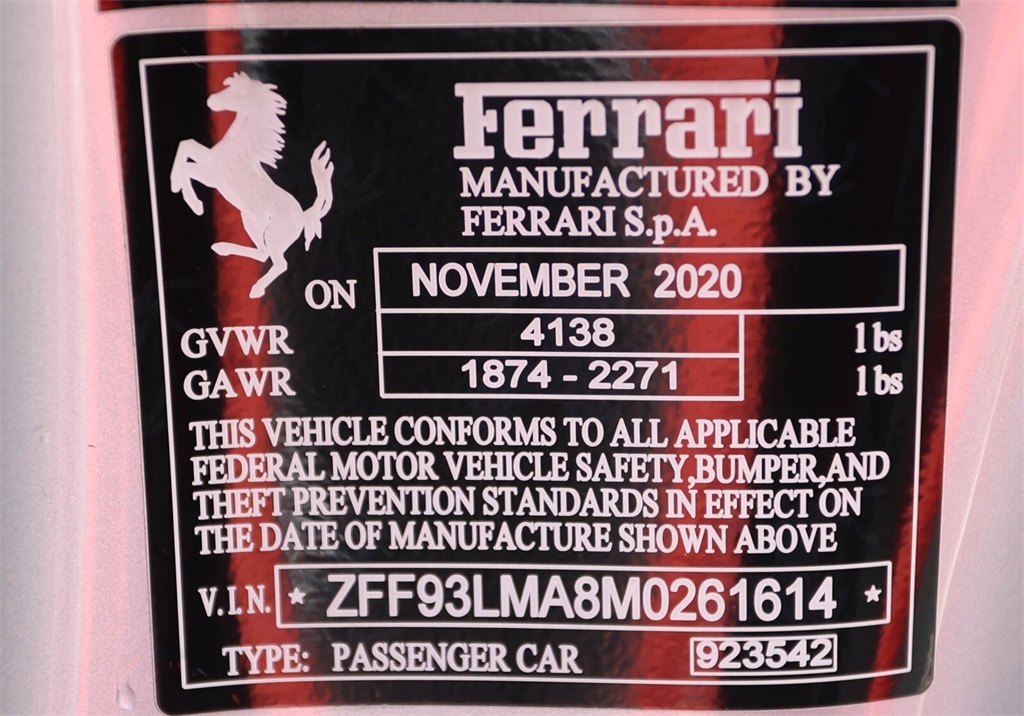 Ferrari
MANUFACTURED BY
FERRARI S.p.A.
ON NOVEMBER 2020
GVWR 4138 lbs
GAWR 1874 - 2271 lbs
THIS VEHICLE CONFORMS TO ALL APPLICABLE
FEDERAL MOTOR VEHICLE SAFETY,BUMPER,AND
THEFT PREVENTION STANDARDS IN EFFECT ON
THE DATE OF MANUFACTURE SHOWN ABOVE
V.I.N. * ZFF93LMA8M0261614 *
TYPE: PASSENGER CAR 923542